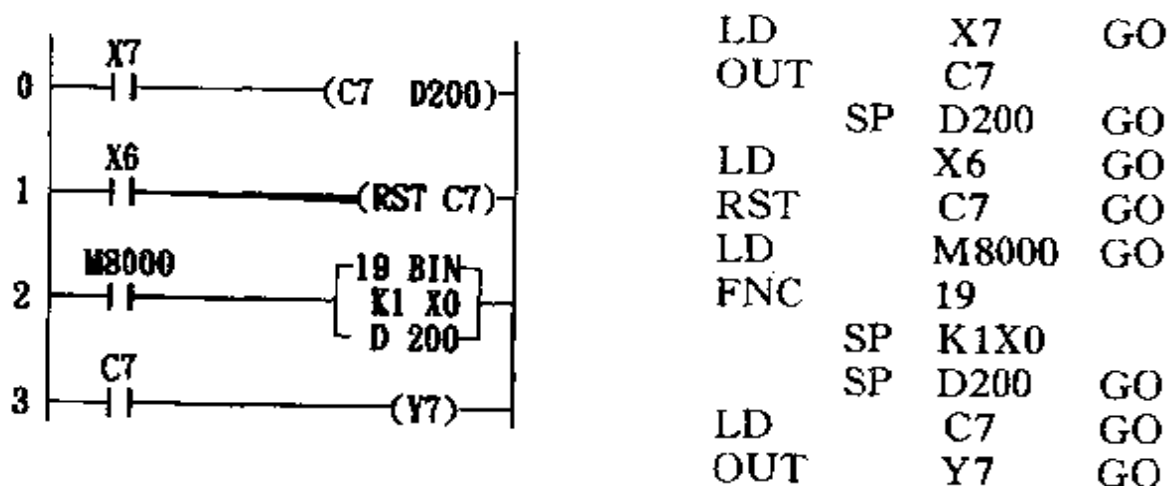 X7
0 (C7 D200)
X6
1 (RST C7)
M8000
2 19 BIN
K1 X0
D 200
C7
3 (Y7)
LD X7 GO
OUT C7
SP D200 GO
LD X6 GO
RST C7 GO
LD M8000 GO
FNC 19
SP K1X0
SP D200 GO
LD C7 GO
OUT Y7 GO